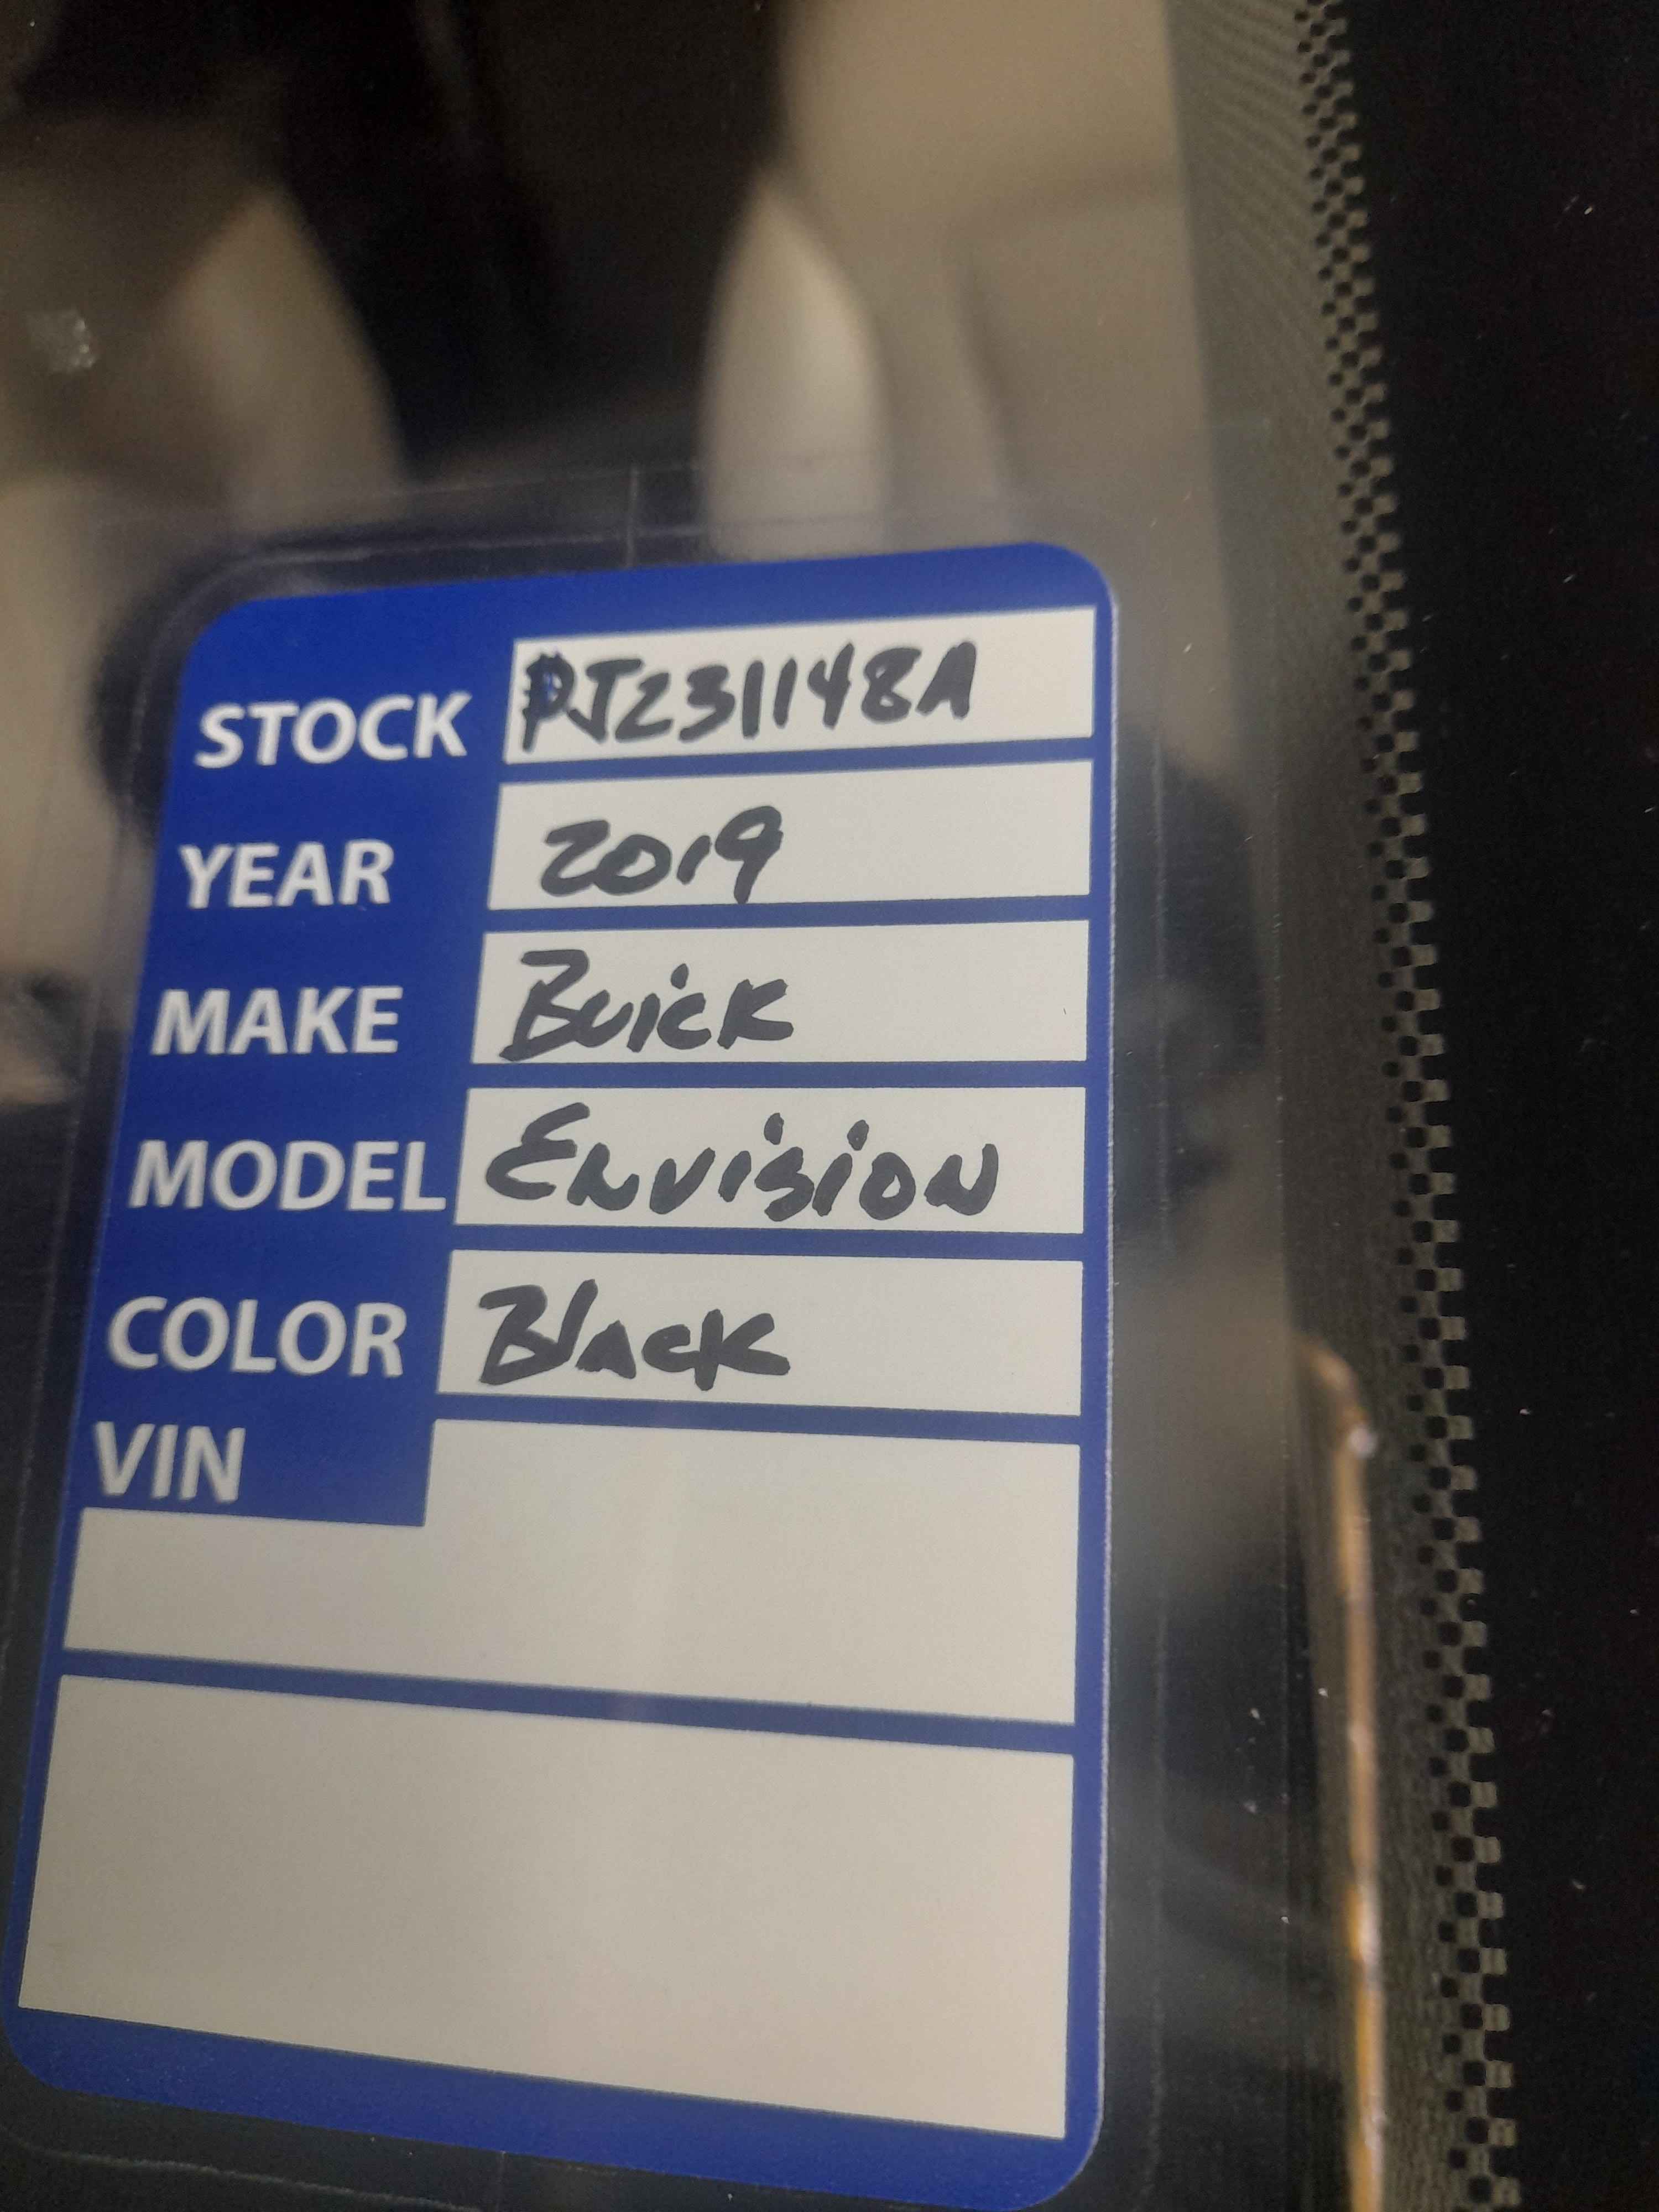 STOCK PJ231148A
YEAR 2019
MAKE Buick
MODEL Envision
COLOR Black
VIN